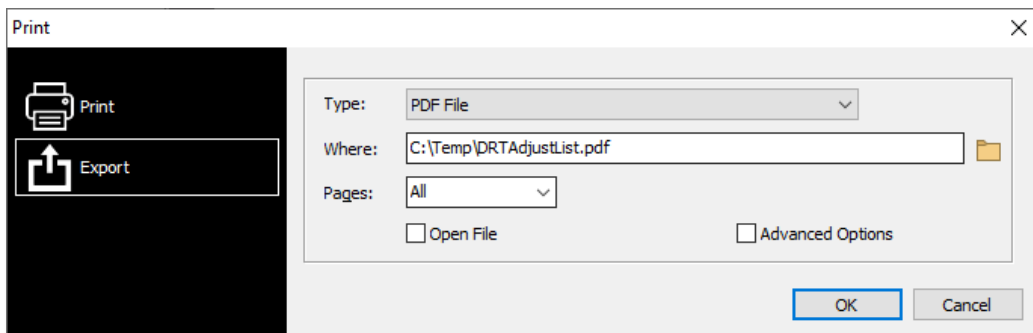 Print
Print
Export
Type: PDF File
Where: C:\Temp\DRTAdjustList.pdf
Pages: All
Open File Advanced Options
OK Cancel